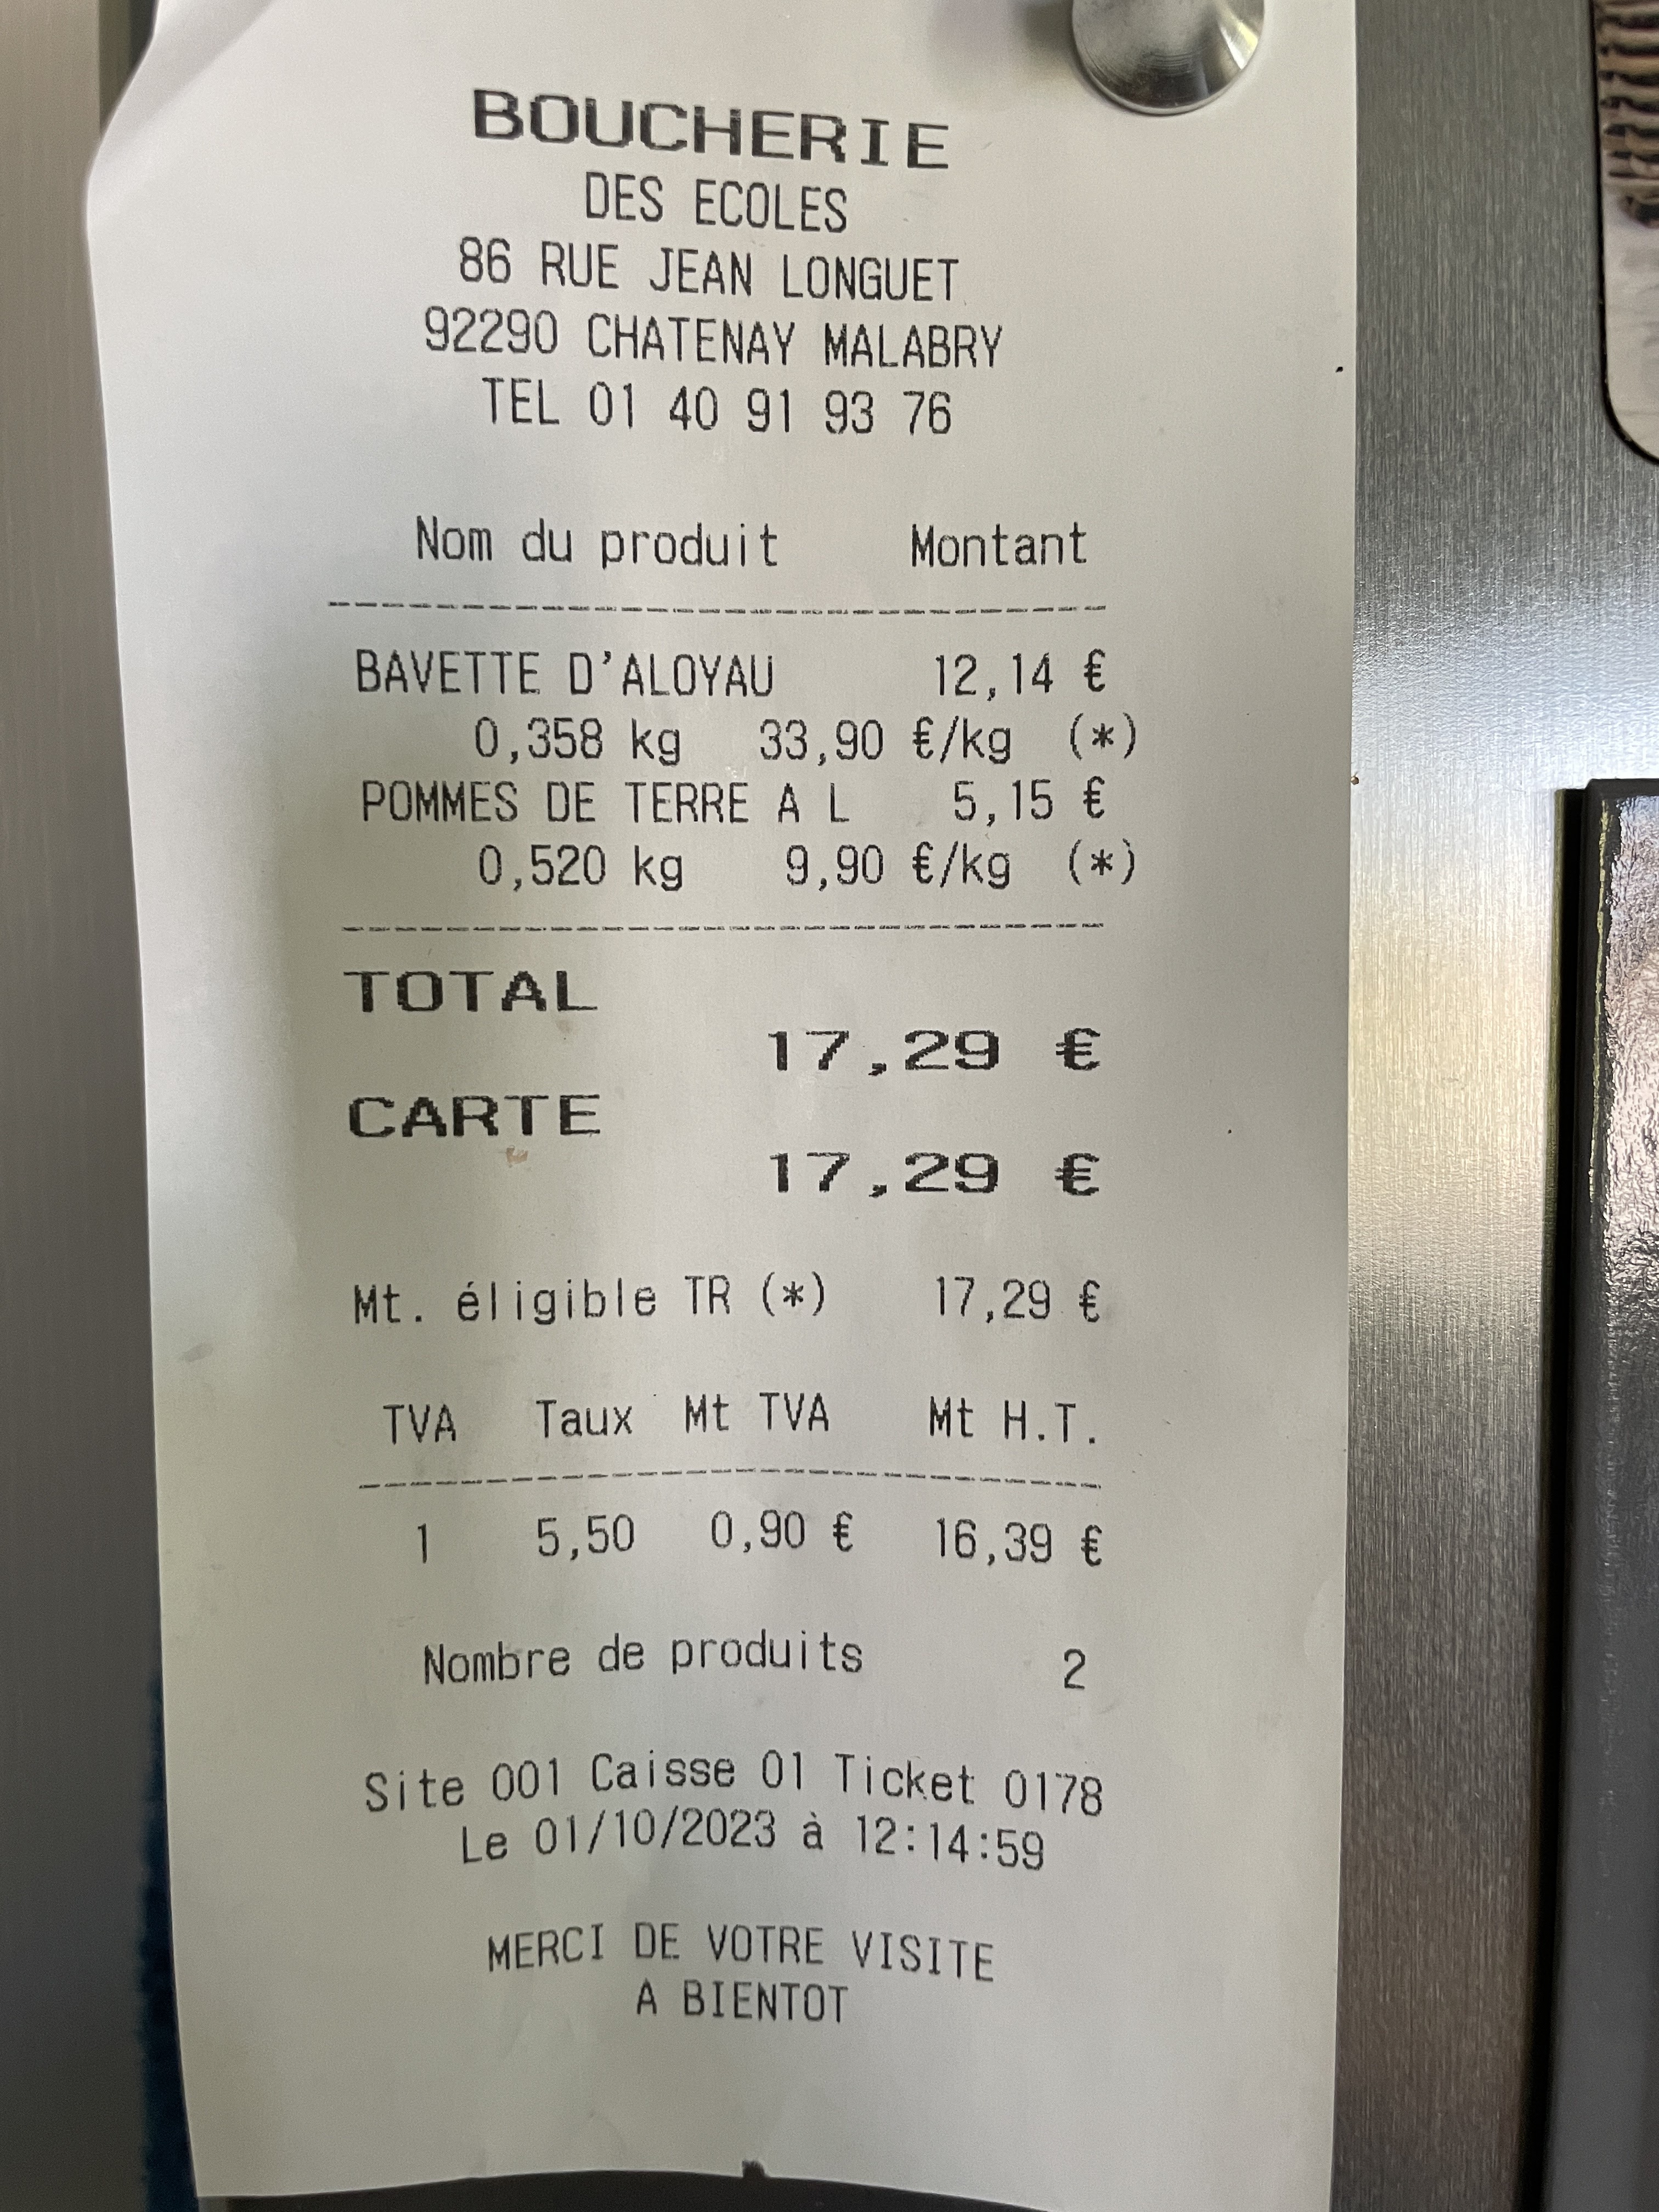 BOUCHERIE
DES ECOLES
86 RUE JEAN LONGUET
92290 CHATENAY MALABRY
TEL 01 40 91 93 76
Nom du produit Montant
BAVETTE D'ALOYAU 12,14 €
0,358 kg 33,90 €/kg (*)
POMMES DE TERRE A L 5,15 €
0,520 kg 9,90 €/kg (*)
TOTAL
17,29 €
CARTE
17,29 €
Mt. éligible TR (*) 17,29 €
TVA Taux Mt TVA Mt H.T.
1 5,50 0,90 € 16,39 €
Nombre de produits 2
Site 001 Caisse 01 Ticket 0178
Le 01/10/2023 à 12:14:59
MERCI DE VOTRE VISITE
A BIENTOT